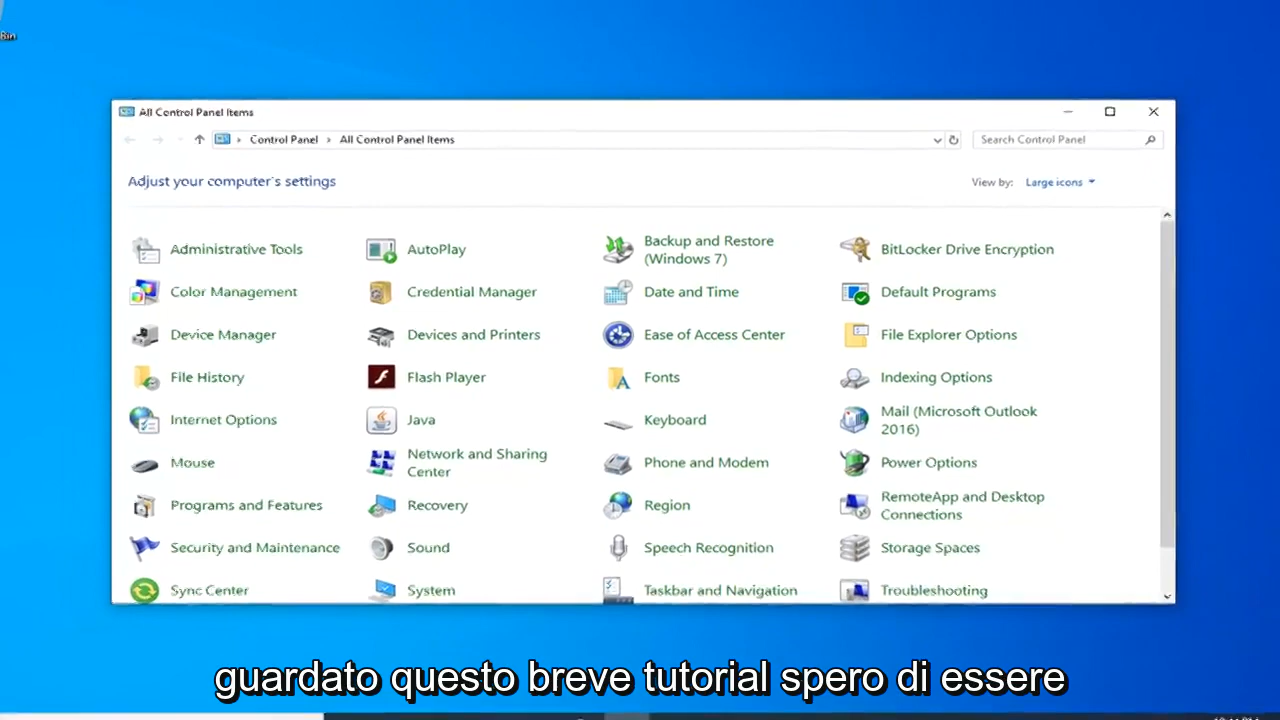 Bin
All Control Panel Items
Control Panel › All Control Panel Items
Search Control Panel
Adjust your computer's settings
View by: Large icons
Administrative Tools
AutoPlay
Backup and Restore
(Windows 7)
BitLocker Drive Encryption
Color Management
Credential Manager
Date and Time
Default Programs
Device Manager
Devices and Printers
Ease of Access Center
File Explorer Options
File History
Flash Player
Fonts
Indexing Options
Internet Options
Java
Keyboard
Mail (Microsoft Outlook
2016)
Mouse
Network and Sharing
Center
Phone and Modem
Power Options
Programs and Features
Recovery
Region
RemoteApp and Desktop
Connections
Security and Maintenance
Sound
Speech Recognition
Storage Spaces
Sync Center
System
Taskbar and Navigation
Troubleshooting
guardato questo breve tutorial spero di essere